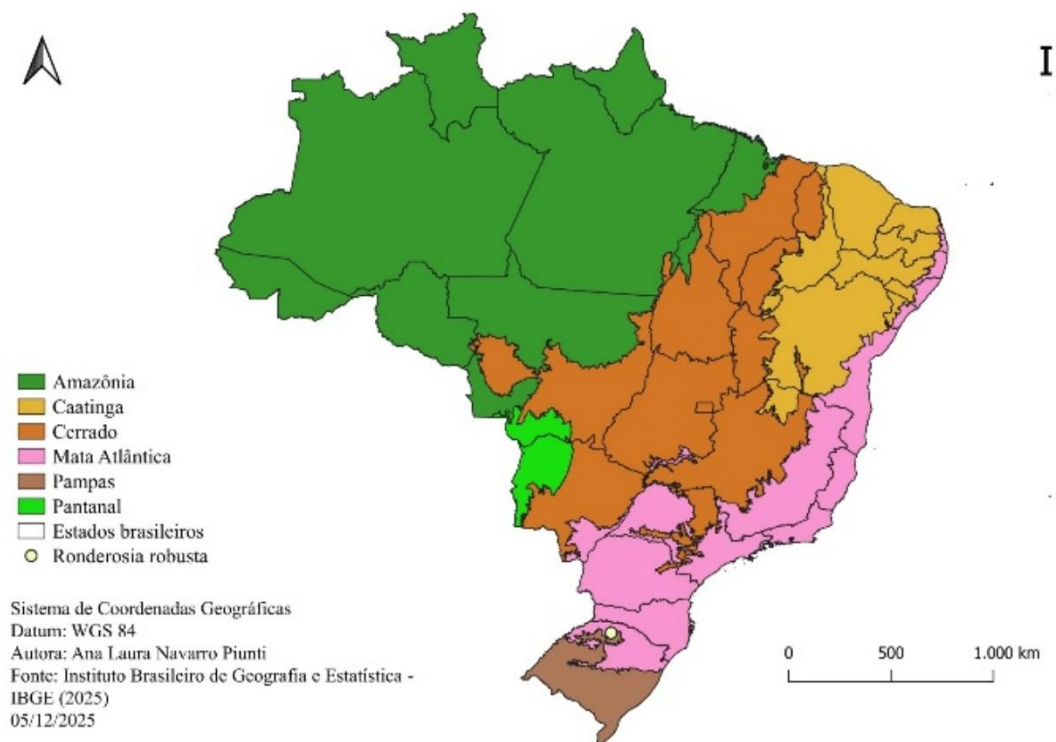 I
Amazônia
Caatinga
Cerrado
Mata Atlântica
Pampas
Pantanal
Estados brasileiros
Ronderosia robusta
Sistema de Coordenadas Geográficas
Datum: WGS 84
Autora: Ana Laura Navarro Piunti
Fonte: Instituto Brasileiro de Geografia e Estatística -
IBGE (2025)
05/12/2025
0 500 1.000 km